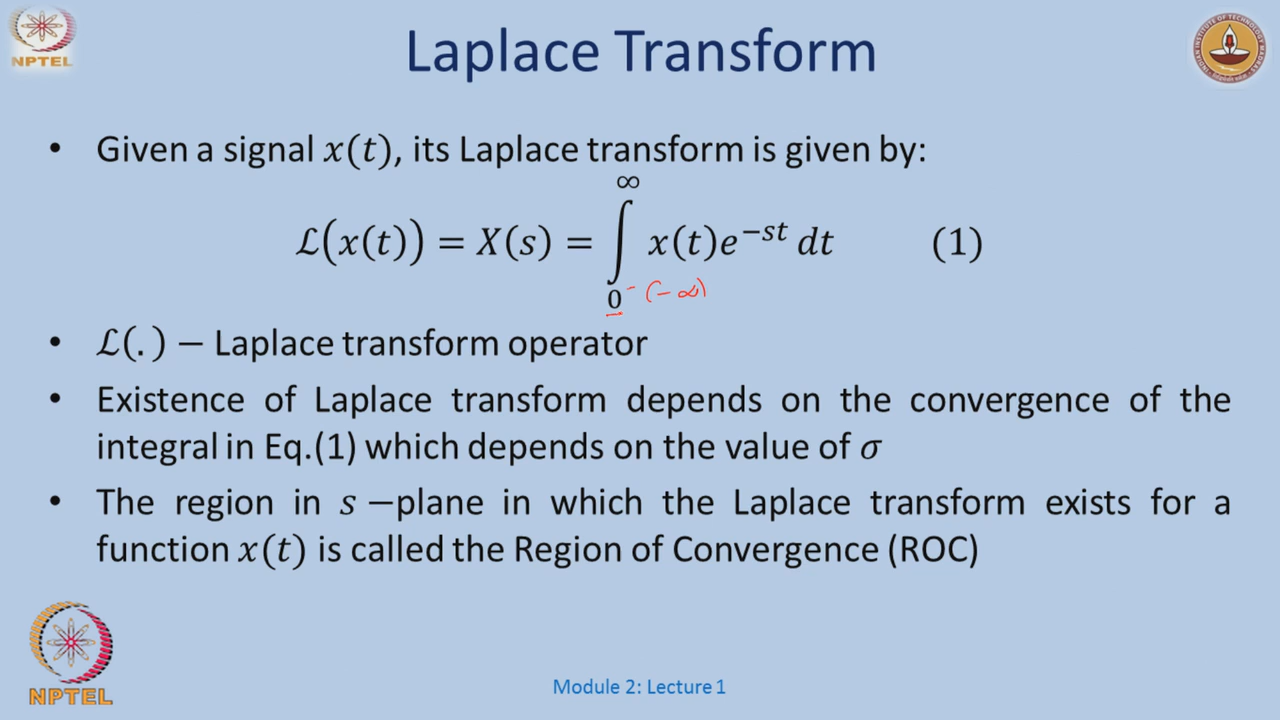 NPTEL
Laplace Transform
• Given a signal x(t), its Laplace transform is given by:
∞
ℒ(x(t)) = X(s) = ∫ x(t)e^{−st} dt (1)
0 - (-∞)
• ℒ(.) − Laplace transform operator
• Existence of Laplace transform depends on the convergence of the
integral in Eq.(1) which depends on the value of σ
• The region in s −plane in which the Laplace transform exists for a
function x(t) is called the Region of Convergence (ROC)
NPTEL
Module 2: Lecture 1